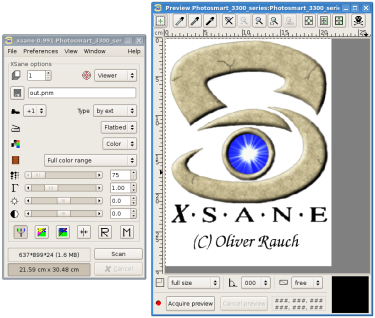 xsane 0.991 Photosmart_3300_series:P
File Preferences View Window Help
XSane options
1 Viewer
out.pnm
+1 Type by ext
Flatbed
Color
Full color range
75
1.00
0.0
0.0
637*899*24 (1.6 MB) Scan
21.59 cm x 30.48 cm Cancel
Preview Photosmart_3300_series:Photosmart_3300_seri
cm
X·S·A·N·E
(C) Oliver Rauch
full size 000 free
Acquire preview Cancel preview
###, ###, ###
###, ###, ###